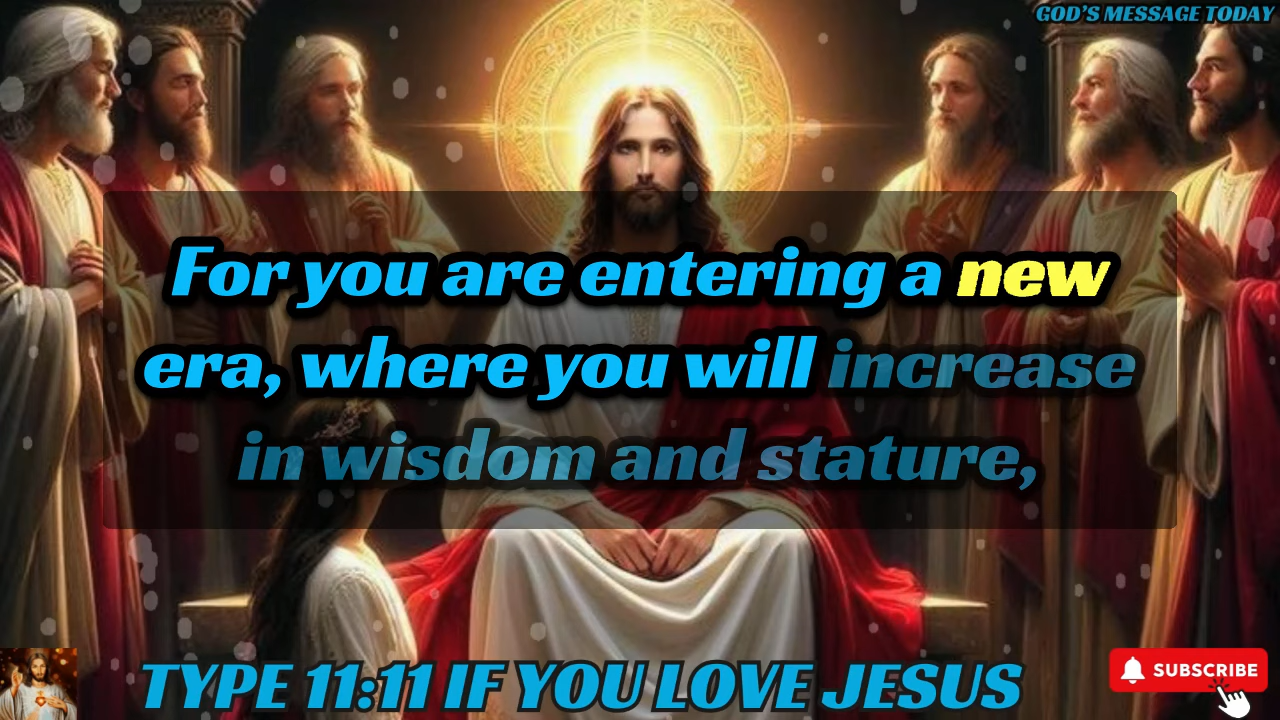 GOD'S MESSAGE TODAY
For you are entering a new
era, where you will increase
in wisdom and stature,
TYPE 11:11 IF YOU LOVE JESUS
SUBSCRIBE